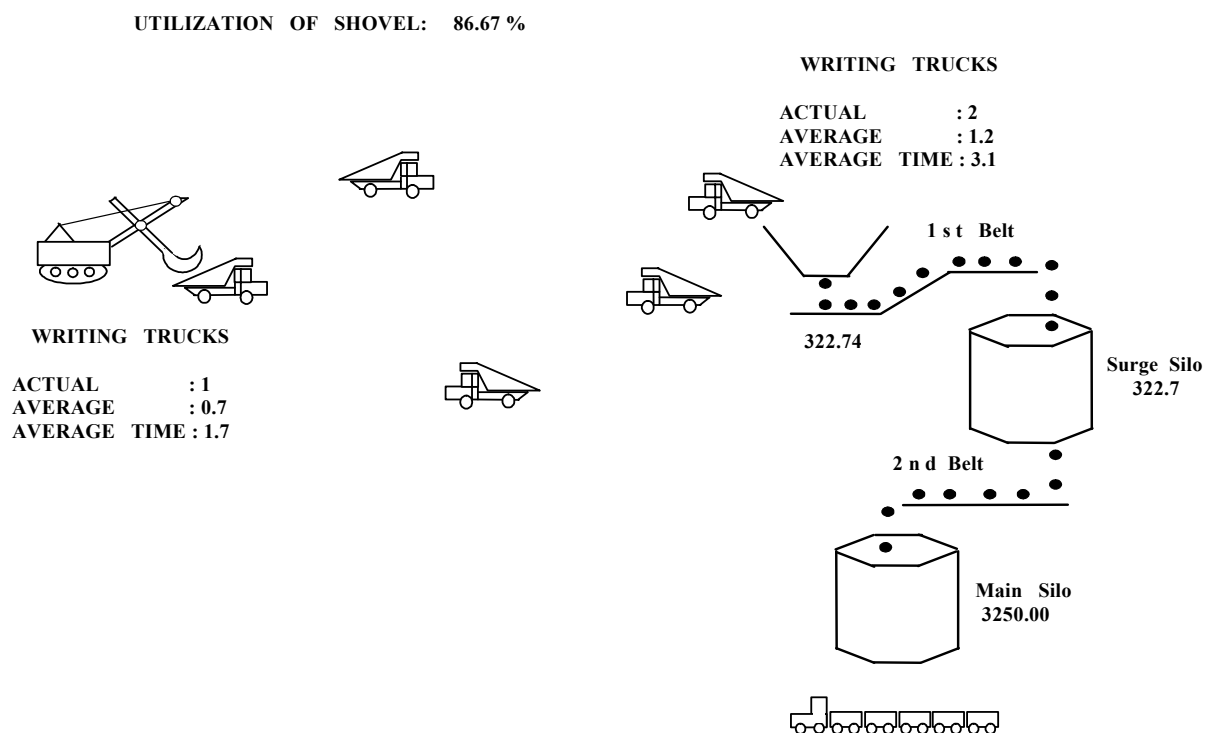 UTILIZATION OF SHOVEL: 86.67 %
WRITING TRUCKS
ACTUAL : 2
AVERAGE : 1.2
AVERAGE TIME : 3.1
1 s t Belt
322.74
WRITING TRUCKS
ACTUAL : 1
AVERAGE : 0.7
AVERAGE TIME : 1.7
Surge Silo
322.7
2 n d Belt
Main Silo
3250.00